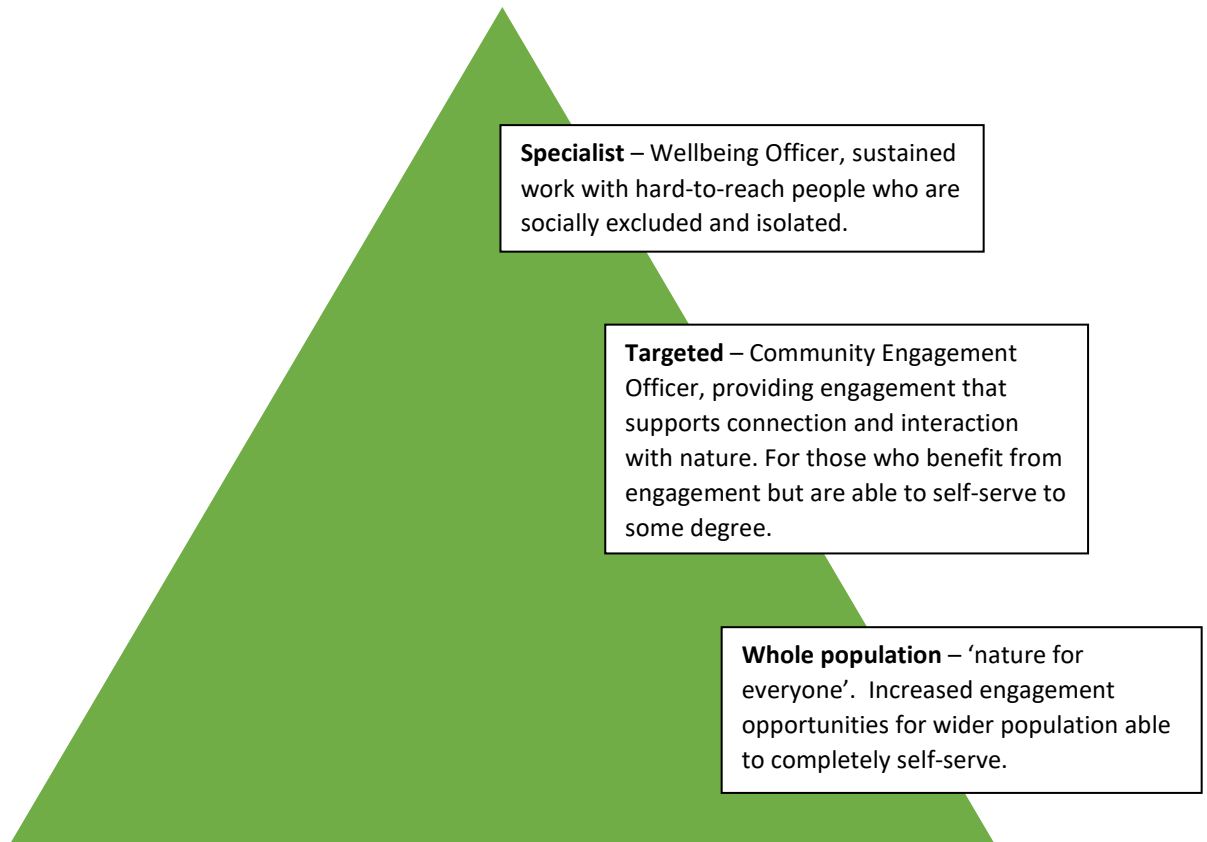 Specialist – Wellbeing Officer, sustained
work with hard-to-reach people who are
socially excluded and isolated.
Targeted – Community Engagement
Officer, providing engagement that
supports connection and interaction
with nature. For those who benefit from
engagement but are able to self-serve to
some degree.
Whole population – ‘nature for
everyone’.  Increased engagement
opportunities for wider population able
to completely self-serve.